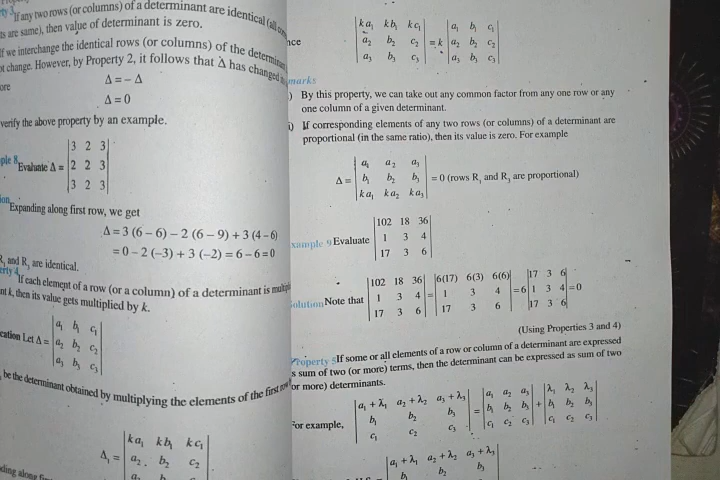 If any two rows (or columns) of a determinant are identical
are same), then value of determinant is zero.
If we interchange the identical rows (or columns) of the
change. However, by Property 2, it follows that Δ has changed
Δ = – Δ
Δ = 0
verify the above property by an example.
Evaluate Δ = | 3 2 3 |
| 2 2 3 |
| 3 2 3 |
Expanding along first row, we get
Δ = 3 (6 – 6) – 2 (6 – 9) + 3 (4 – 6)
= 0 – 2 (–3) + 3 (–2) = 6 – 6 = 0
and R₃ are identical.
If each element of a row (or a column) of a determinant is
k, then its value gets multiplied by k.
Let Δ = | a₁ b₁ c₁ |
| a₂ b₂ c₂ |
| a₃ b₃ c₃ |
be the determinant obtained by multiplying the elements of the first
Δ₁ = | k a₁ k b₁ k c₁ |
| a₂ b₂ c₂ |
| k a₁ k b₁ k c₁ | | a₁ b₁ c₁ |
| a₂ b₂ c₂ | = k | a₂ b₂ c₂ |
| a₃ b₃ c₃ | | a₃ b₃ c₃ |
By this property, we can take out any common factor from any one row or any
one column of a given determinant.
If corresponding elements of any two rows (or columns) of a determinant are
proportional (in the same ratio), then its value is zero. For example
| a₁ a₂ a₃ |
Δ = | b₁ b₂ b₃ | = 0 (rows R₁ and R₃ are proportional)
| k a₁ k a₂ k a₃ |
| 102 18 36 |
Example 9 Evaluate | 1 3 4 |
| 17 3 6 |
| 102 18 36 | | 6(17) 6(3) 6(6) | | 17 3 6 |
Solution Note that | 1 3 4 | = | 1 3 4 | = 6 | 1 3 4 | = 0
| 17 3 6 | | 17 3 6 | | 17 3 6 |
(Using Properties 3 and 4)
Property 5 If some or all elements of a row or column of a determinant are expressed
s sum of two (or more) terms, then the determinant can be expressed as sum of two
or more) determinants.
| a₁ + λ₁ a₂ + λ₂ a₃ + λ₃ | | a₁ a₂ a₃ | | λ₁ λ₂ λ₃ |
For example, | b₁ b₂ b₃ | = | b₁ b₂ b₃ | + | b₁ b₂ b₃ |
| c₁ c₂ c₃ | | c₁ c₂ c₃ | | c₁ c₂ c₃ |
| a₁ + λ₁ a₂ + λ₂ a₃ + λ₃ |
| b₁ b₂ b₃ |